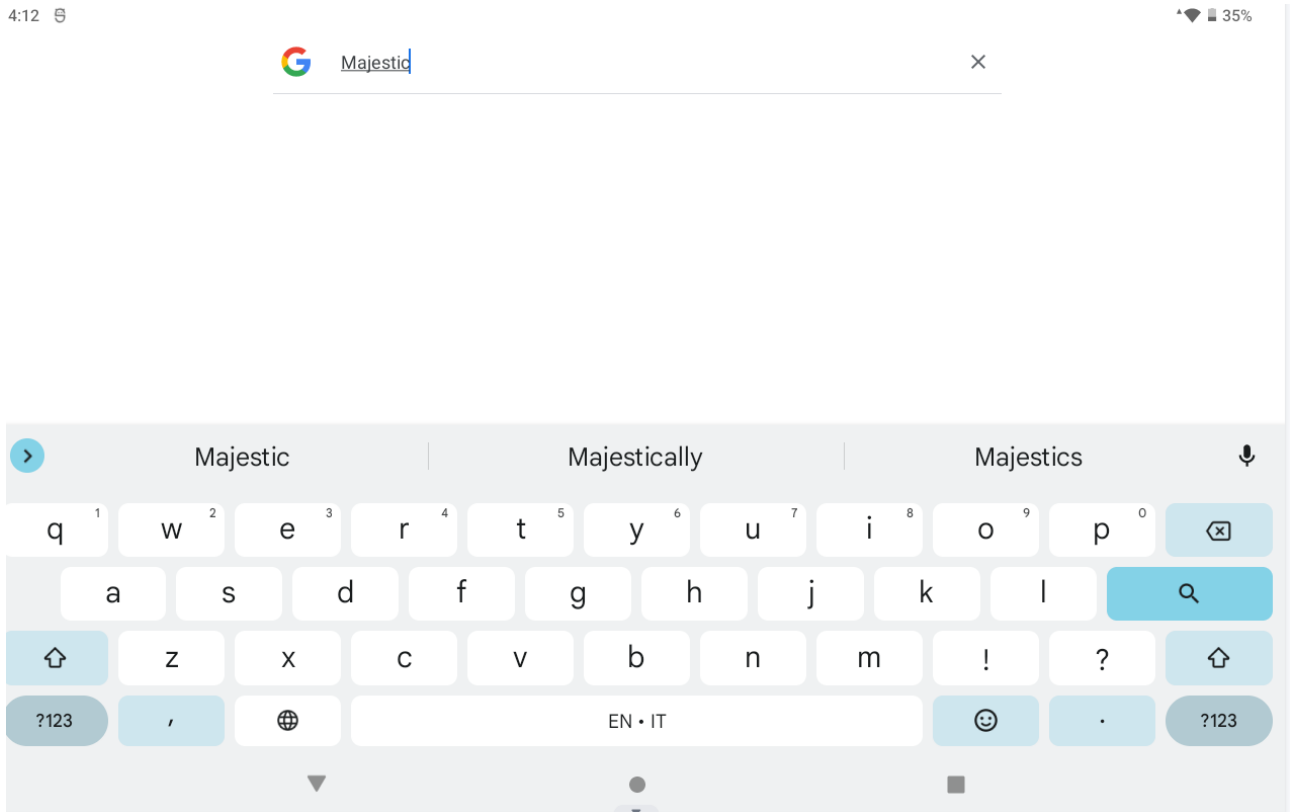 4:12 35%
Majestic
Majestic Majestically Majestics
q 1 w 2 e 3 r 4 t 5 y 6 u 7 i 8 o 9 p 0
a s d f g h j k l
z x c v b n m ! ?
?123 , EN • IT . ?123